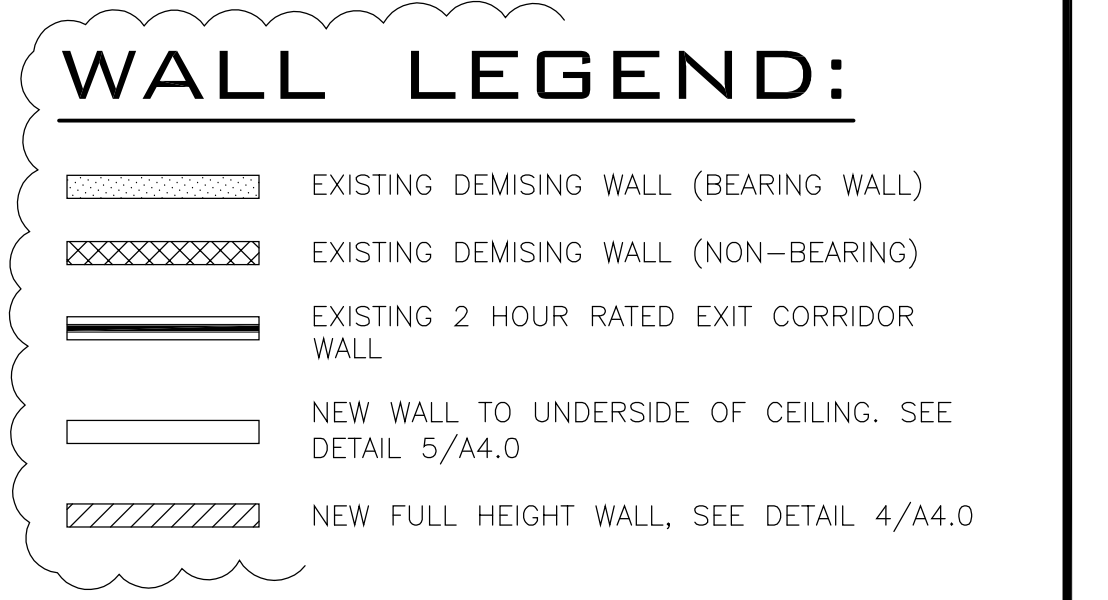 WALL LEGEND:
EXISTING DEMISING WALL (BEARING WALL)
EXISTING DEMISING WALL (NON-BEARING)
EXISTING 2 HOUR RATED EXIT CORRIDOR
WALL
NEW WALL TO UNDERSIDE OF CEILING. SEE
DETAIL 5/A4.0
NEW FULL HEIGHT WALL, SEE DETAIL 4/A4.0